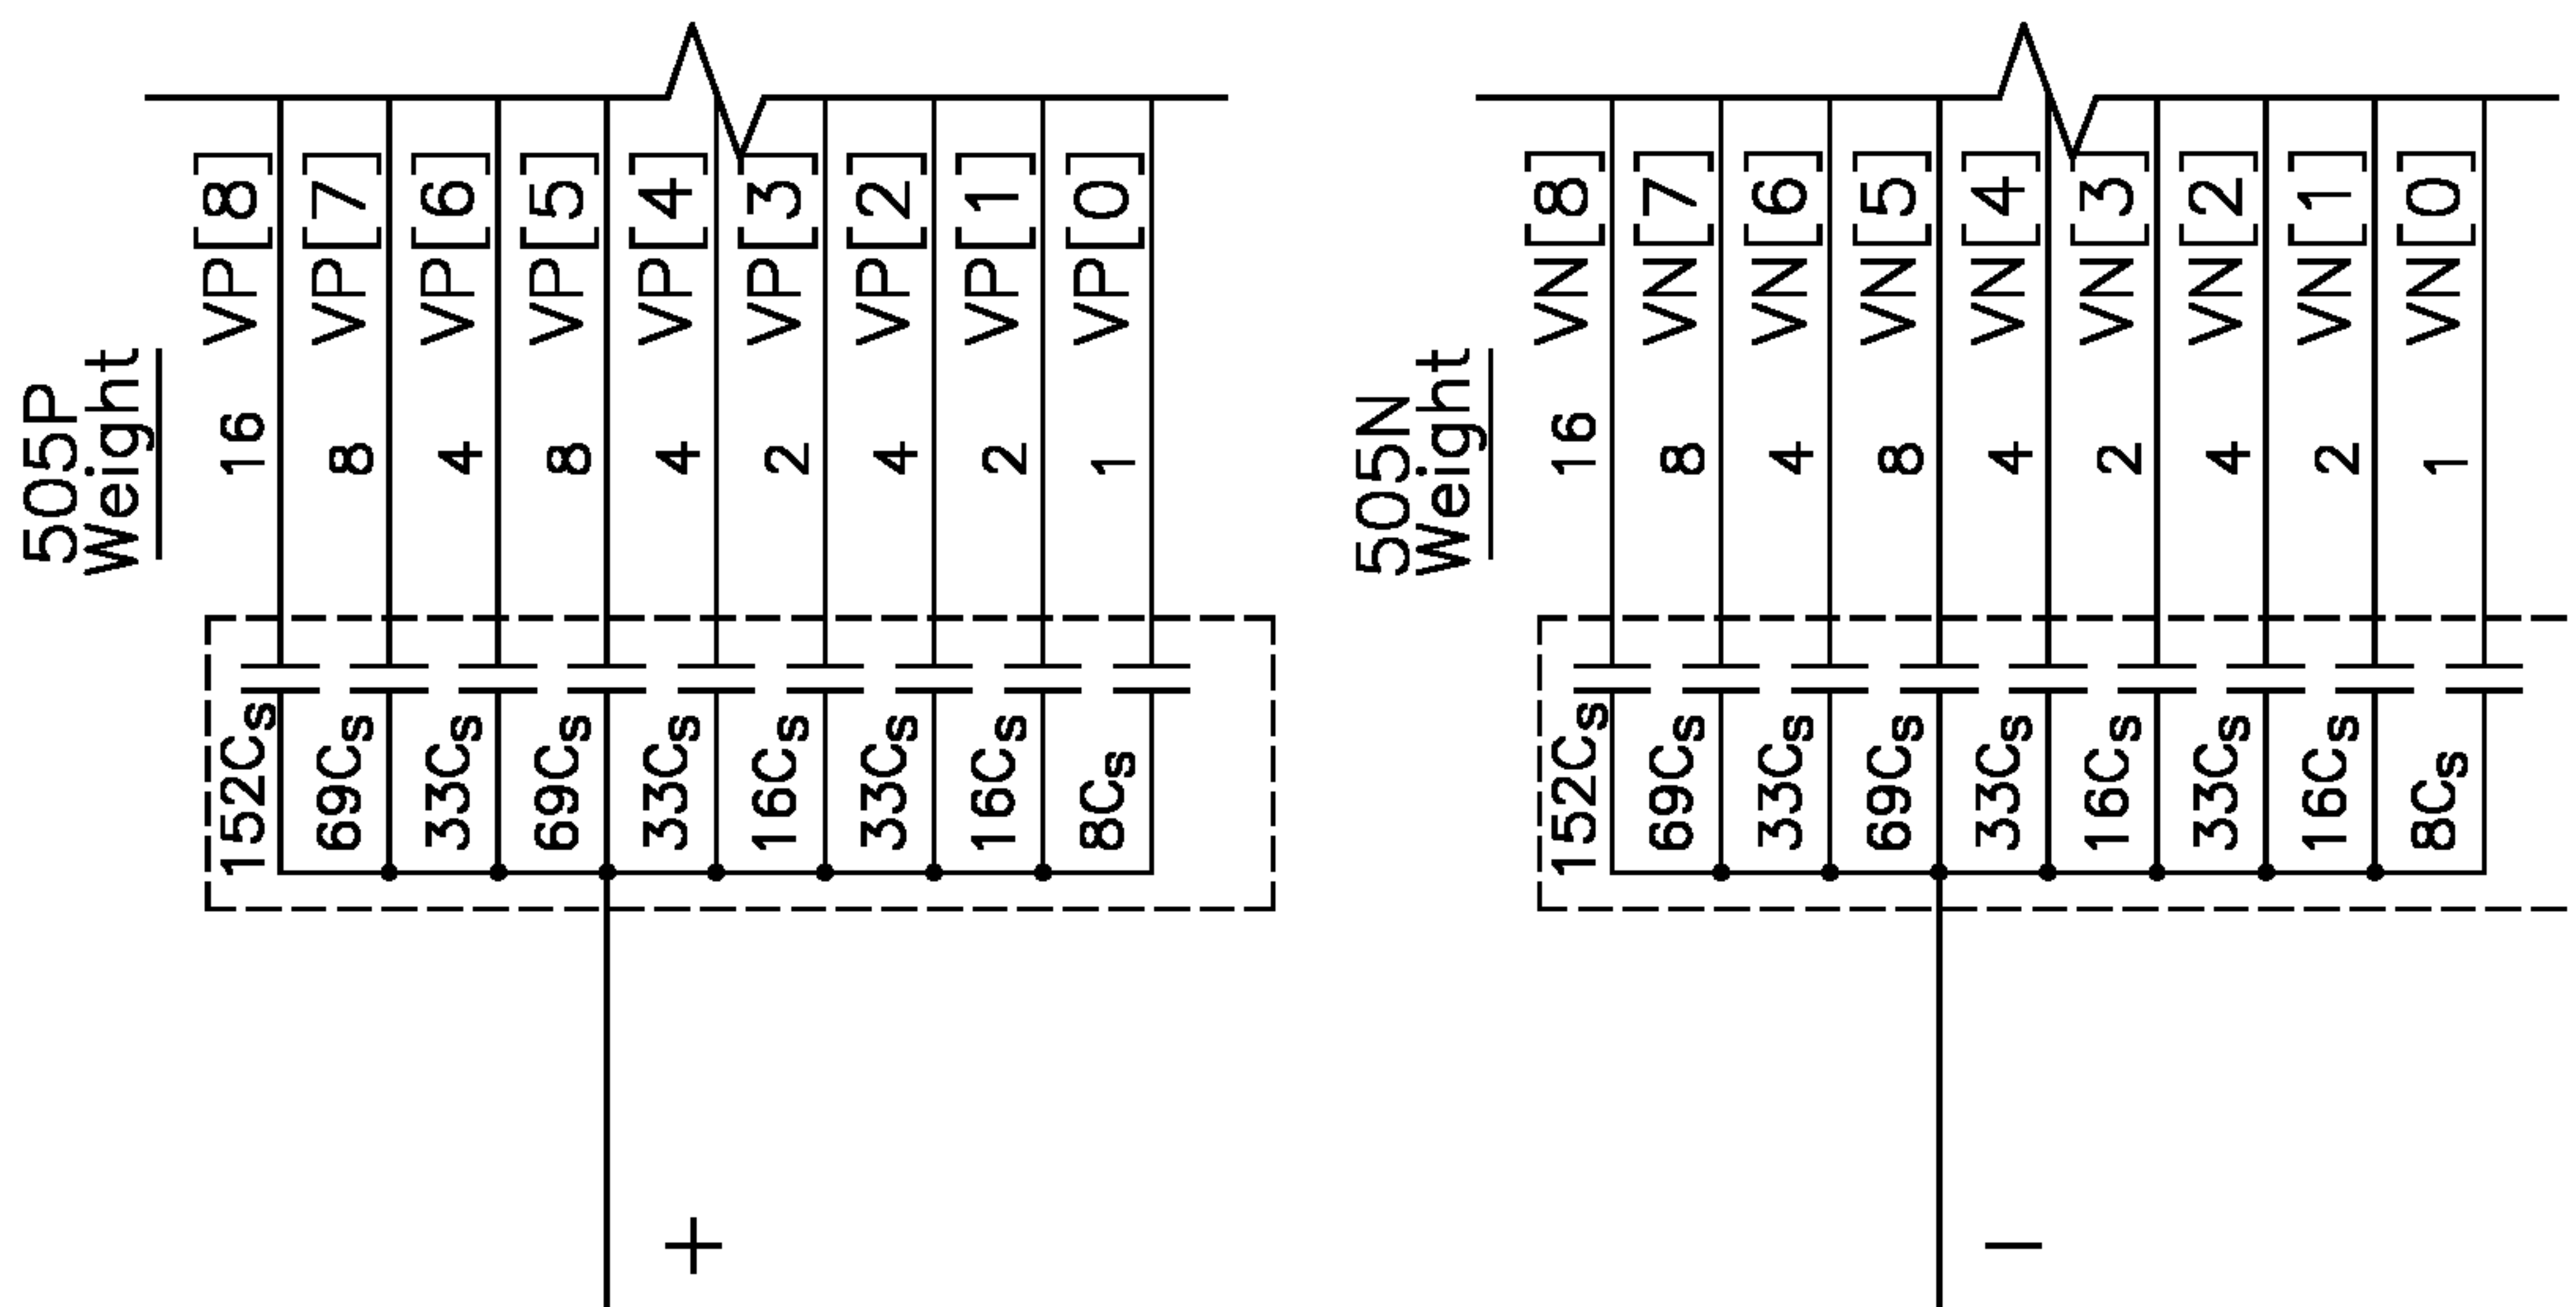 505P
Weight
16 VP[8]
8 VP[7]
4 VP[6]
8 VP[5]
4 VP[4]
2 VP[3]
4 VP[2]
2 VP[1]
1 VP[0]
152Cs
69Cs
33Cs
69Cs
33Cs
16Cs
33Cs
16Cs
8Cs
+
505N
Weight
16 VN[8]
8 VN[7]
4 VN[6]
8 VN[5]
4 VN[4]
2 VN[3]
4 VN[2]
2 VN[1]
1 VN[0]
152Cs
69Cs
33Cs
69Cs
33Cs
16Cs
33Cs
16Cs
8Cs
−